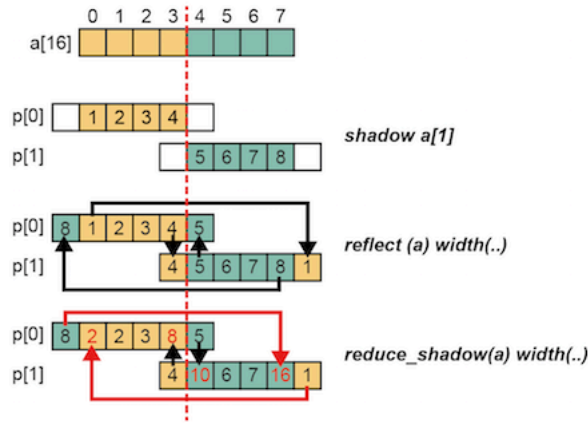 0 1 2 3 4 5 6 7
a[16]
p[0] 1 2 3 4
shadow a[1]
p[1] 5 6 7 8
p[0] 8 1 2 3 4 5
reflect (a) width(..)
p[1] 4 5 6 7 8 1
p[0] 8 2 2 3 8 5
reduce_shadow(a) width(..)
p[1] 4 10 6 7 16 1